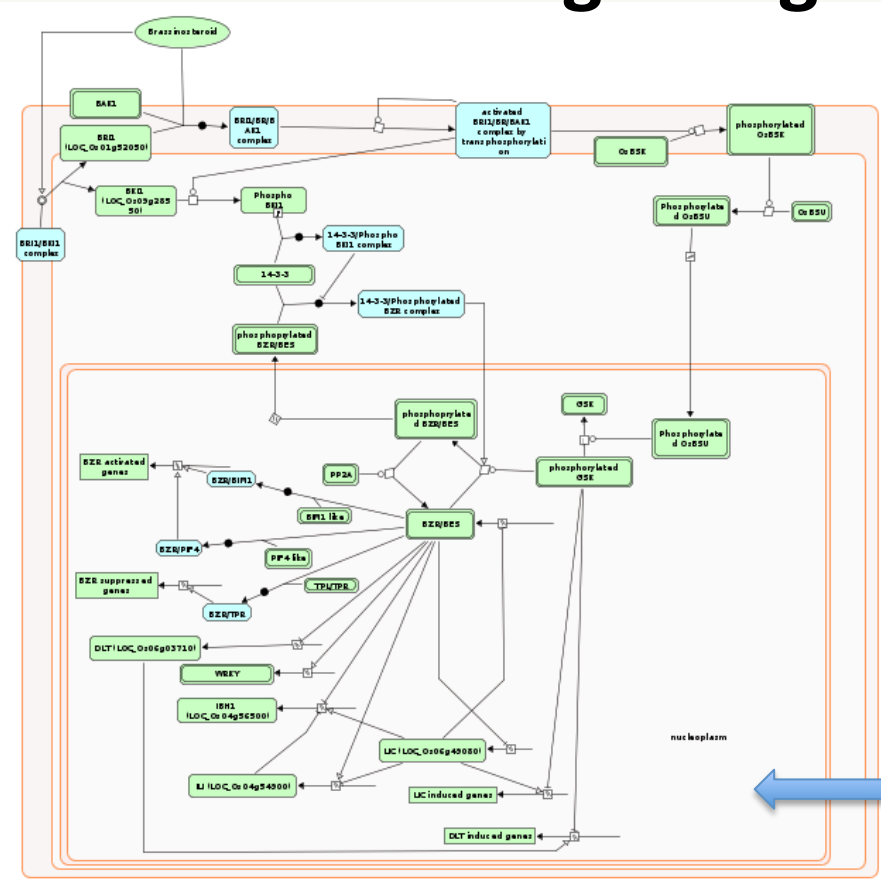 Brassinosteroid
BAK1
BRI1
(LOC_Os01g52050)
BRI1/BR/B
AK1
complex
activated
BRI1/BR/BAK1
complex by
transphosphorylati
on
OsBSK
phosphorylated
OsBSK
BKI1
(LOC_Os09g285
50)
Phospho
BKI1
Phosphorylate
d OsBSU
OsBSU
BRI1/BKI1
complex
14-3-3/Phospho
BKI1 complex
14-3-3
14-3-3/Phosphorylated
BZR complex
phosphoprylated
BZR/BES
phosphoprylate
d BZR/BES
GSK
Phosphorylate
d OsBSU
BZR activated
genes
BZR/BIM1
PP2A
phosphorylated
GSK
BIM1 like
BZR/BES
BZR/PIF4
PIF4 like
BZR suppressed
genes
TPL/TPR
BZR/TPR
DLT (LOC_Os06g03710)
WRKY
IBH1
(LOC_Os04g56500)
LIC (LOC_Os06g49080)
nucleoplasm
ILI (LOC_Os04g54900)
LIC induced genes
DLT induced genes